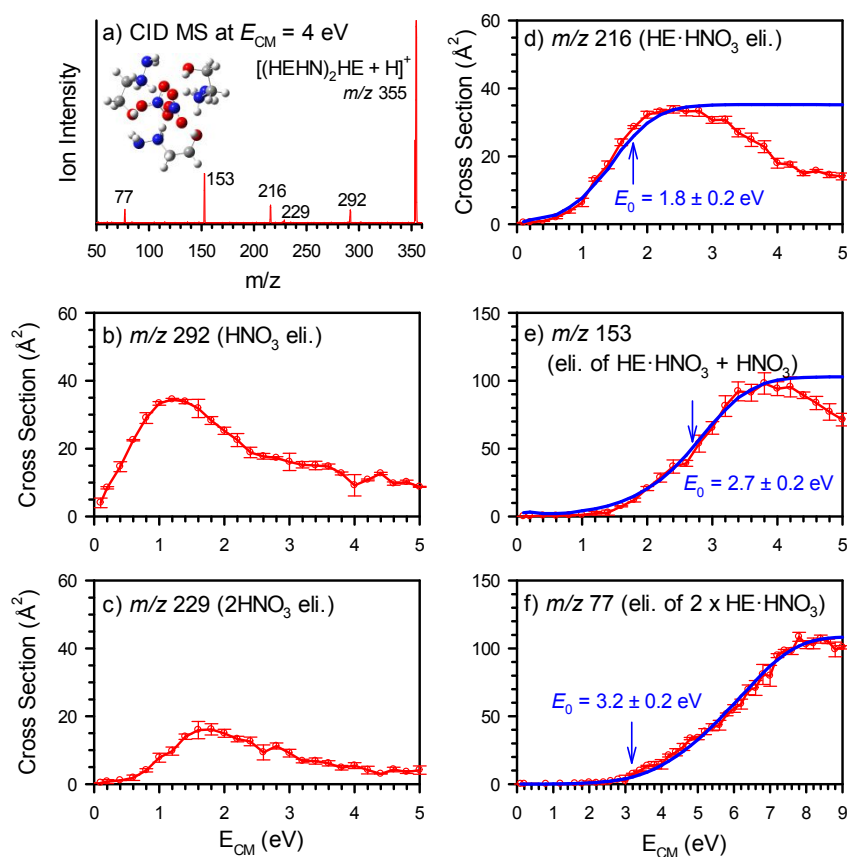 a) CID MS at E_CM = 4 eV
[(HEHN)₂HE + H]⁺
m/z 355
Ion Intensity
77
153
216
229
292
50 100 150 200 250 300 350
m/z
d) m/z 216 (HE·HNO₃ eli.)
Cross Section (Å²)
60
40
20
0
E₀ = 1.8 ± 0.2 eV
0 1 2 3 4 5
b) m/z 292 (HNO₃ eli.)
Cross Section (Å²)
60
40
20
0
0 1 2 3 4 5
e) m/z 153
(eli. of HE·HNO₃ + HNO₃)
Cross Section (Å²)
150
100
50
0
E₀ = 2.7 ± 0.2 eV
0 1 2 3 4 5
c) m/z 229 (2HNO₃ eli.)
Cross Section (Å²)
60
40
20
0
0 1 2 3 4 5
E_CM (eV)
f) m/z 77 (eli. of 2 x HE·HNO₃)
Cross Section (Å²)
150
100
50
0
E₀ = 3.2 ± 0.2 eV
0 1 2 3 4 5 6 7 8 9
E_CM (eV)